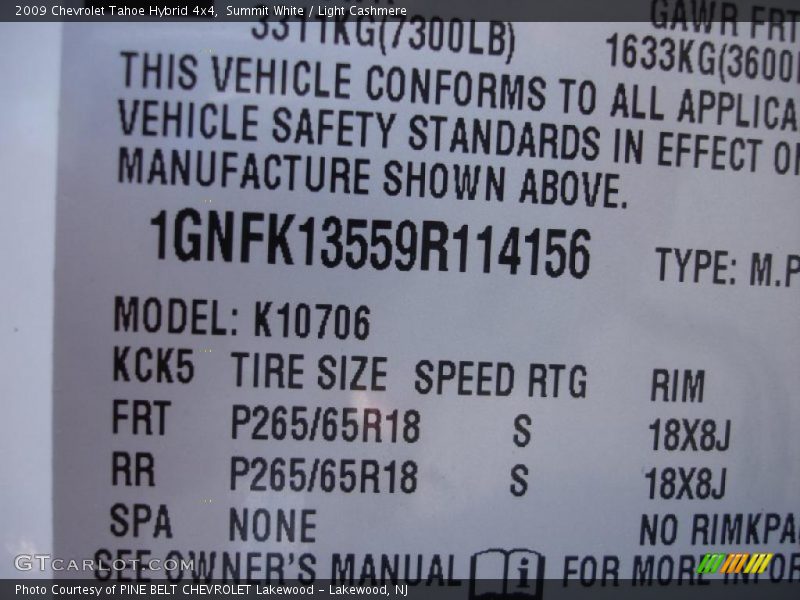 2009 Chevrolet Tahoe Hybrid 4x4, Summit White / Light Cashmere
3311KG(7300LB)
GAWR FRT
1633KG(3600
THIS VEHICLE CONFORMS TO ALL APPLICA
VEHICLE SAFETY STANDARDS IN EFFECT
MANUFACTURE SHOWN ABOVE.
1GNFK13559R114156 TYPE: M.P
MODEL: K10706
KCK5 TIRE SIZE SPEED RTG RIM
FRT P265/65R18 S 18X8J
RR P265/65R18 S 18X8J
SPA NONE NO RIMKPA
SEE OWNER'S MANUAL i FOR MORE INFOR
GTcarlot.com
Photo Courtesy of PINE BELT CHEVROLET Lakewood - Lakewood, NJ